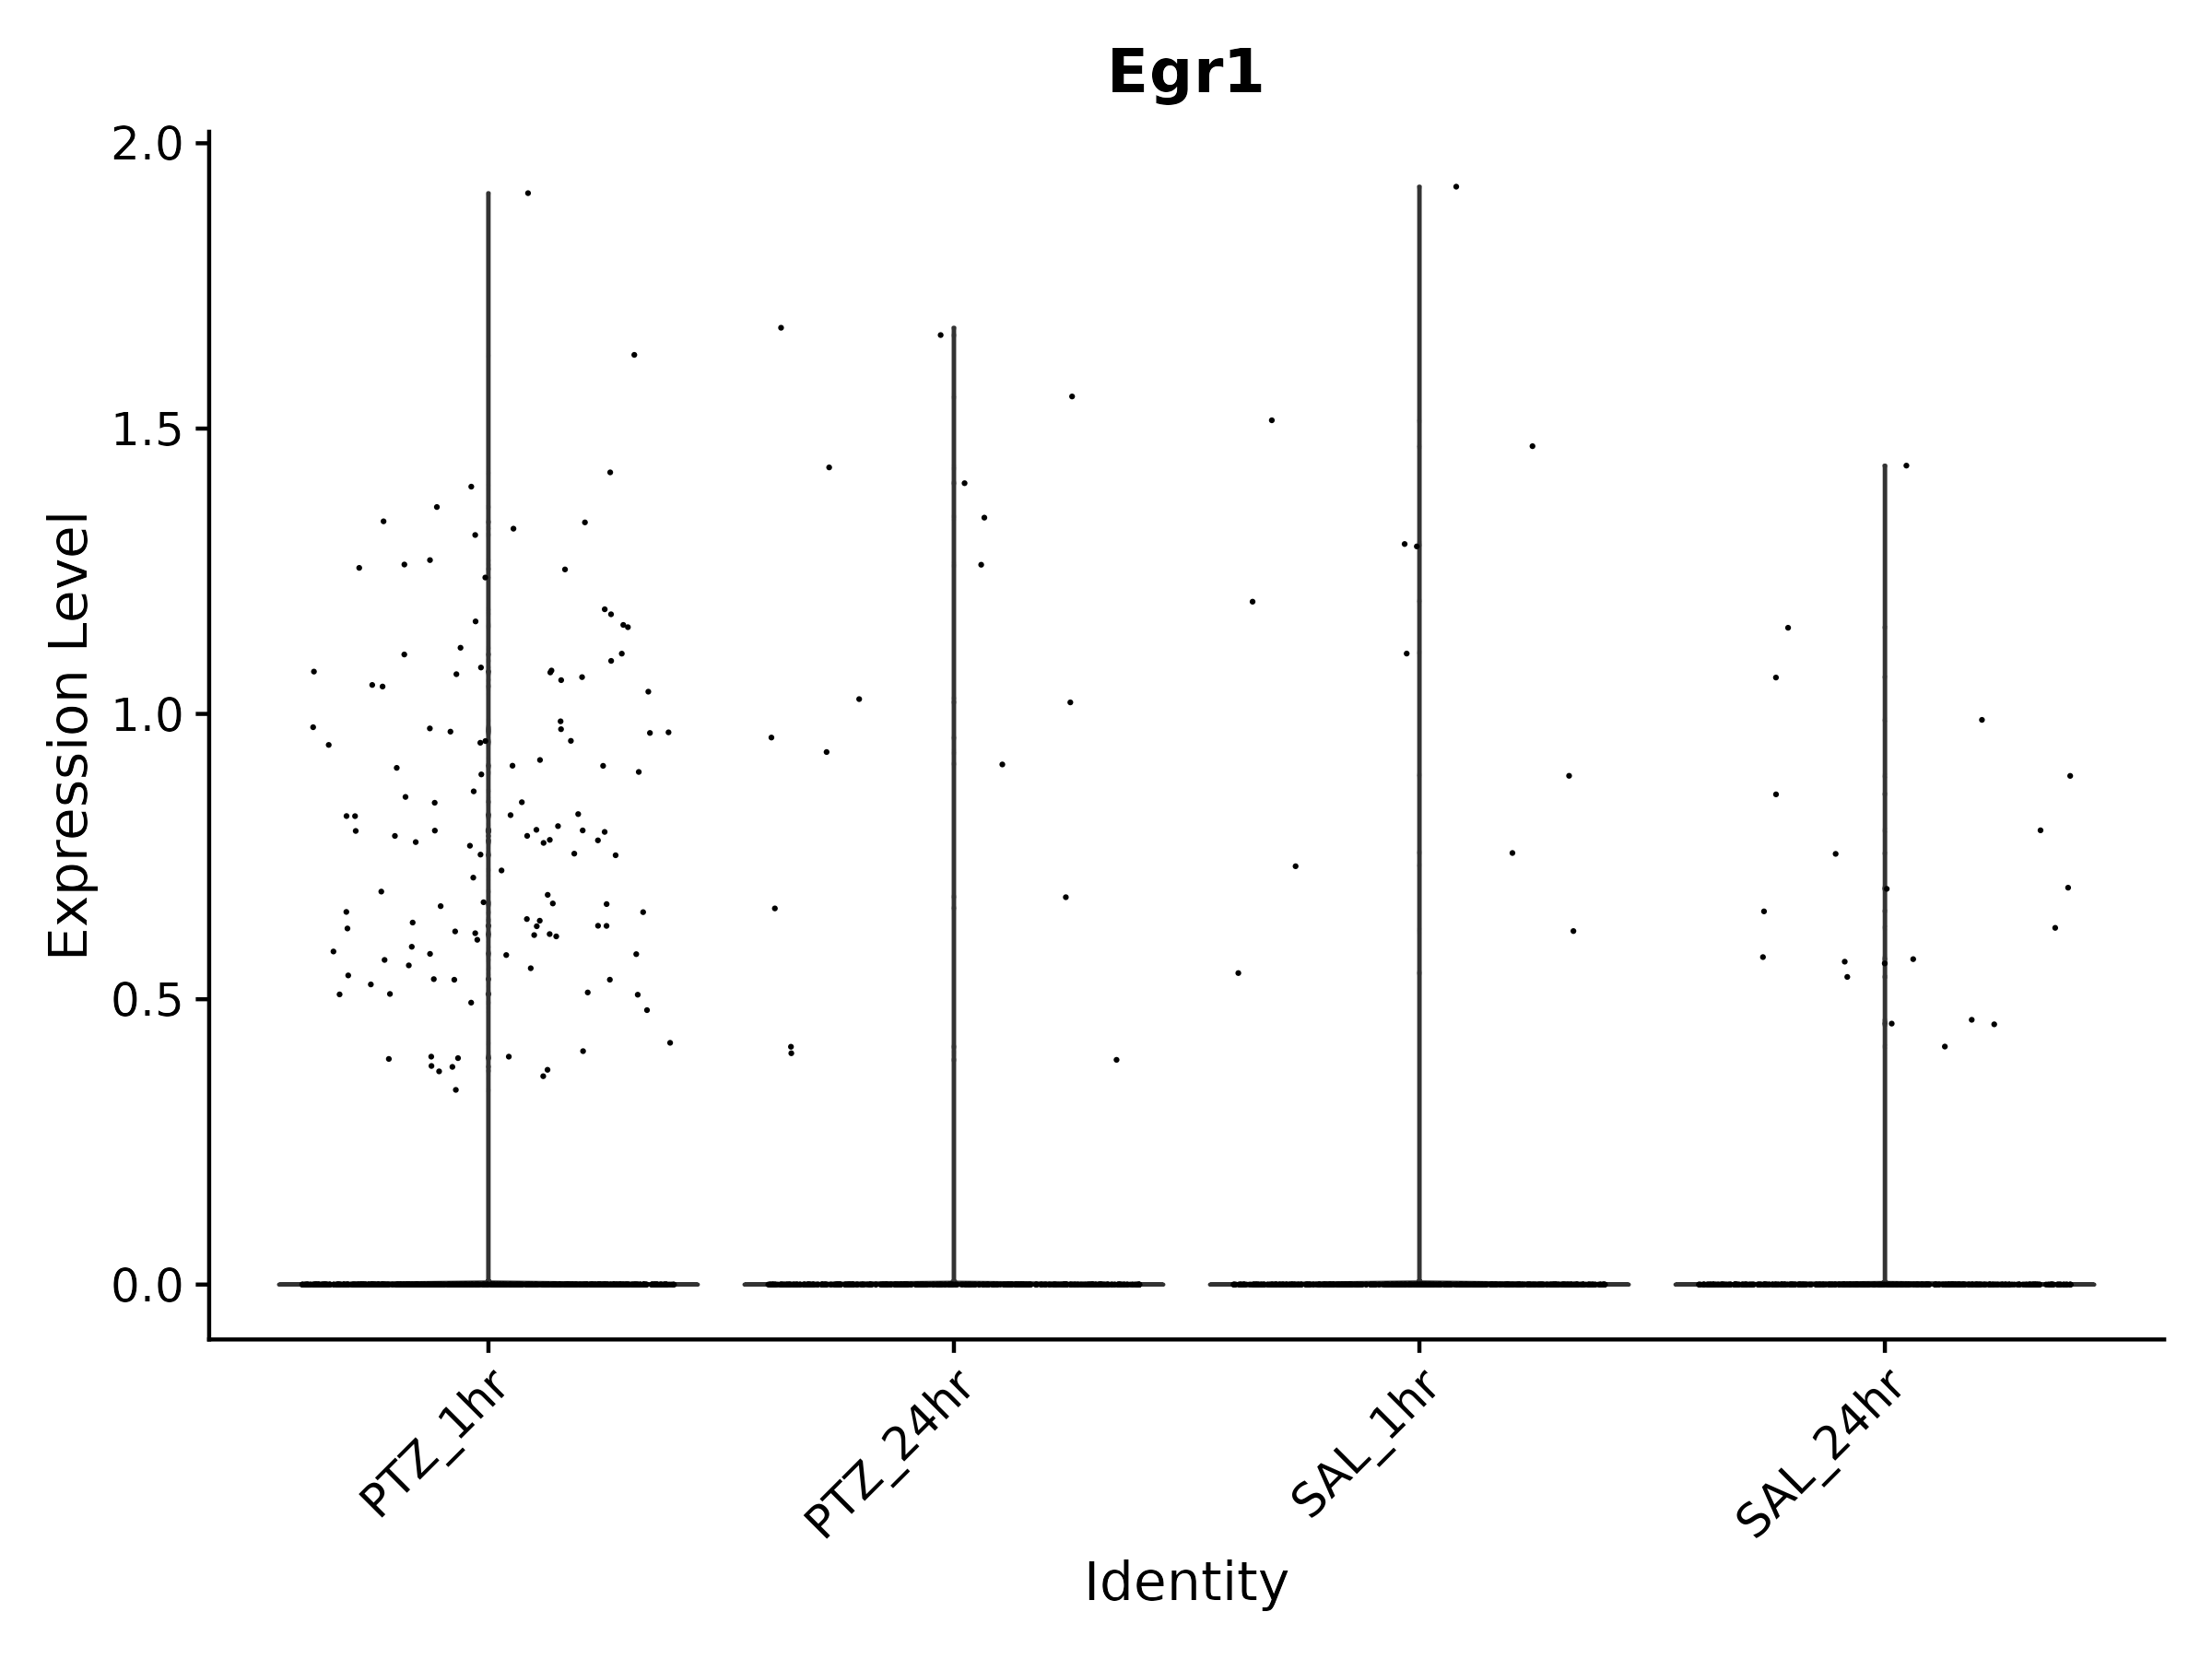 Egr1
Expression Level
2.0
1.5
1.0
0.5
0.0
PTZ_1hr
PTZ_24hr
SAL_1hr
SAL_24hr
Identity